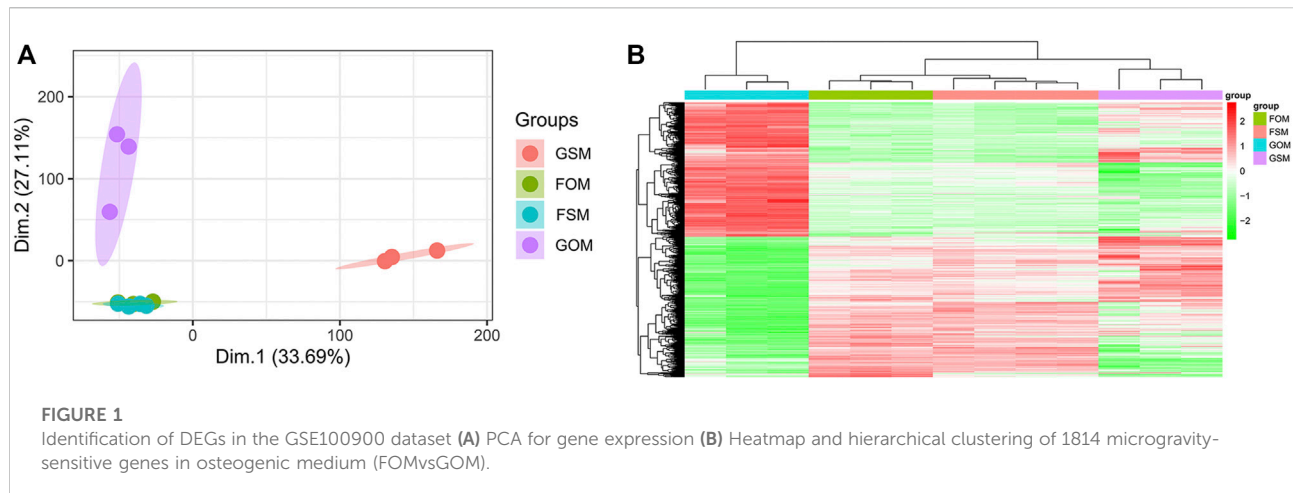 A
Dim.2 (27.11%)
200
100
0
0
100
200
Dim.1 (33.69%)
Groups
GSM
FOM
FSM
GOM
B
group
2
1
0
-1
-2
group
FOM
FSM
GOM
GSM
FIGURE 1
Identification of DEGs in the GSE100900 dataset (A) PCA for gene expression (B) Heatmap and hierarchical clustering of 1814 microgravity-
sensitive genes in osteogenic medium (FOMvsGOM).